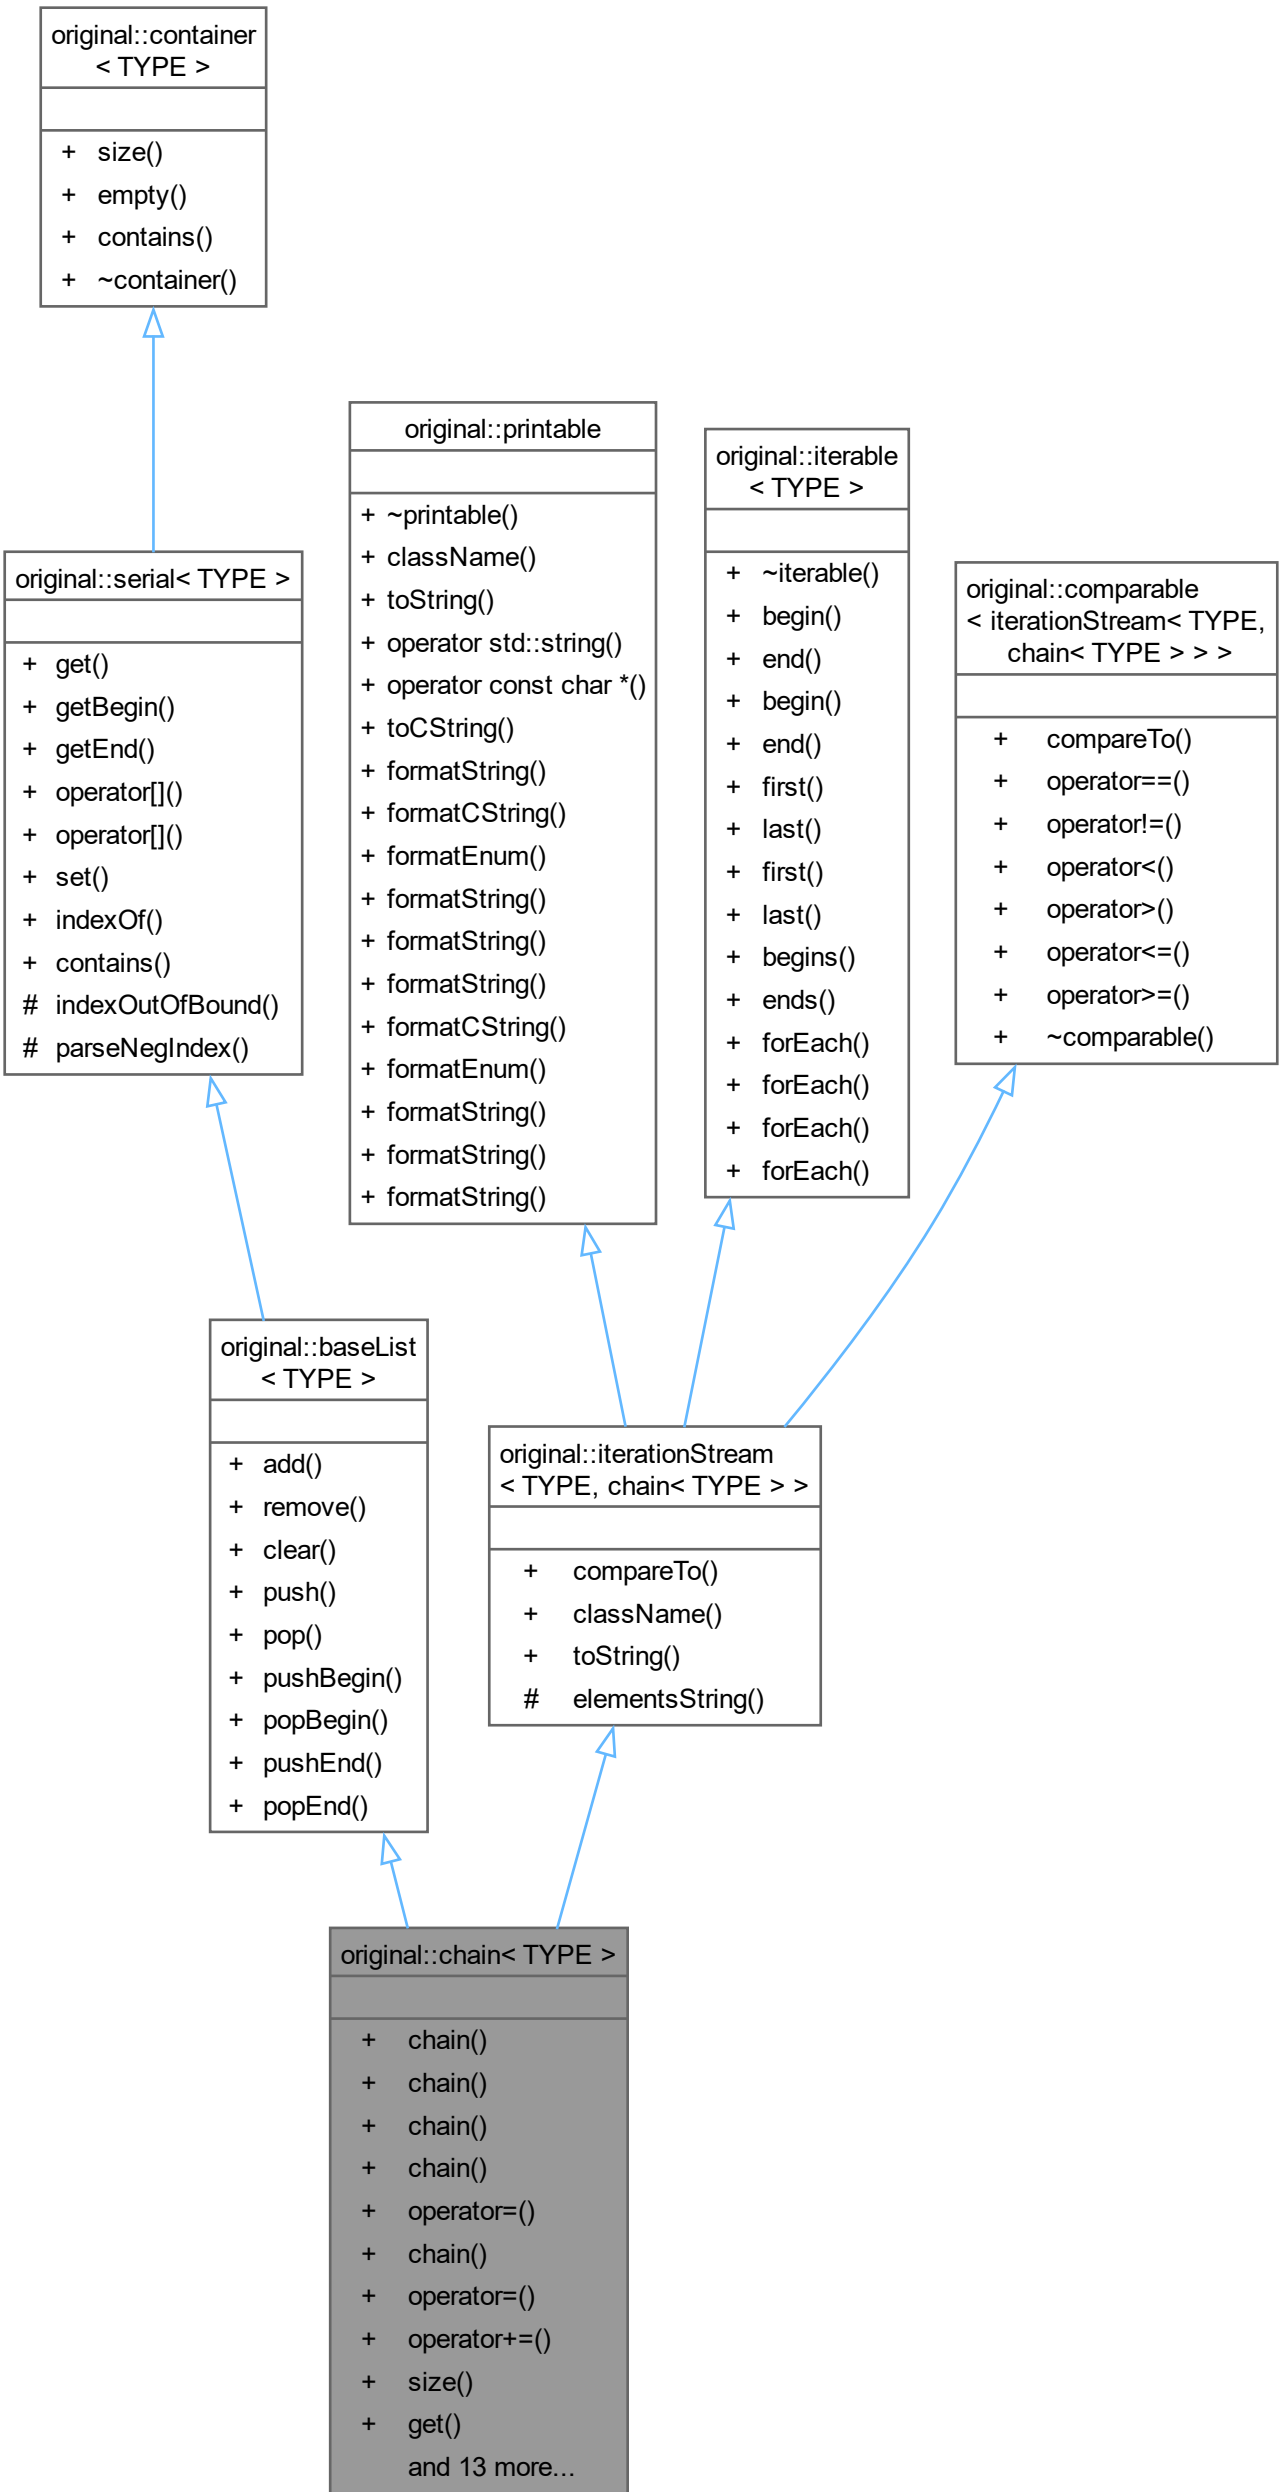 original::container
< TYPE >
+ size()
+ empty()
+ contains()
+ ~container()
original::serial< TYPE >
+ get()
+ getBegin()
+ getEnd()
+ operator[]()
+ operator[]()
+ set()
+ indexOf()
+ contains()
# indexOutOfBound()
# parseNegIndex()
original::printable
+ ~printable()
+ className()
+ toString()
+ operator std::string()
+ operator const char *()
+ toCString()
+ formatString()
+ formatCString()
+ formatEnum()
+ formatString()
+ formatString()
+ formatString()
+ formatCString()
+ formatEnum()
+ formatString()
+ formatString()
+ formatString()
original::iterable
< TYPE >
+ ~iterable()
+ begin()
+ end()
+ begin()
+ end()
+ first()
+ last()
+ first()
+ last()
+ begins()
+ ends()
+ forEach()
+ forEach()
+ forEach()
+ forEach()
original::comparable
< iterationStream< TYPE,
chain< TYPE > > >
+ compareTo()
+ operator==()
+ operator!=()
+ operator<()
+ operator>()
+ operator<=()
+ operator>=()
+ ~comparable()
original::baseList
< TYPE >
+ add()
+ remove()
+ clear()
+ push()
+ pop()
+ pushBegin()
+ popBegin()
+ pushEnd()
+ popEnd()
original::iterationStream
< TYPE, chain< TYPE > >
+ compareTo()
+ className()
+ toString()
# elementsString()
original::chain< TYPE >
+ chain()
+ chain()
+ chain()
+ chain()
+ operator=()
+ chain()
+ operator=()
+ operator+=()
+ size()
+ get()
and 13 more...